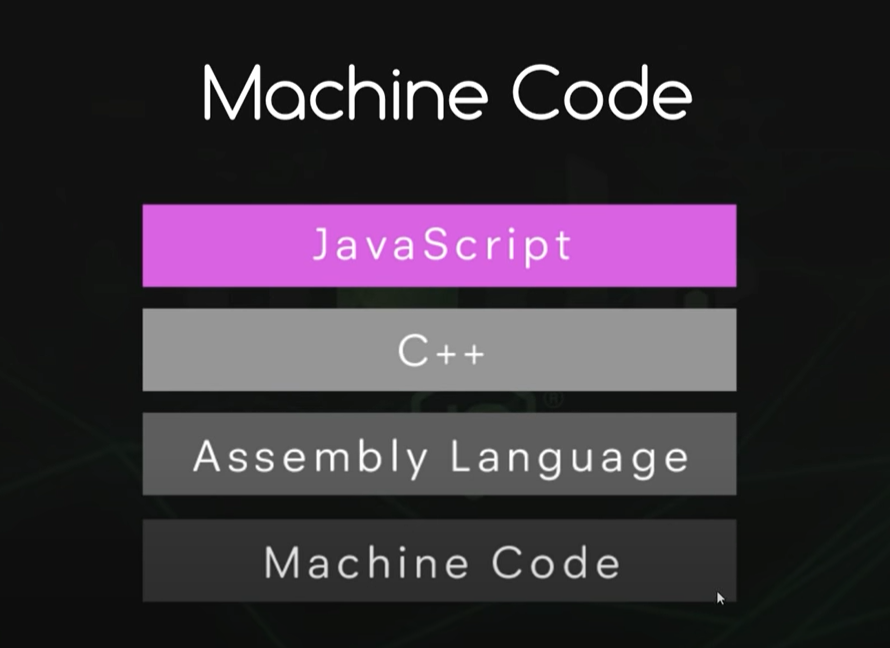 Machine Code
JavaScript
C++
Assembly Language
Machine Code